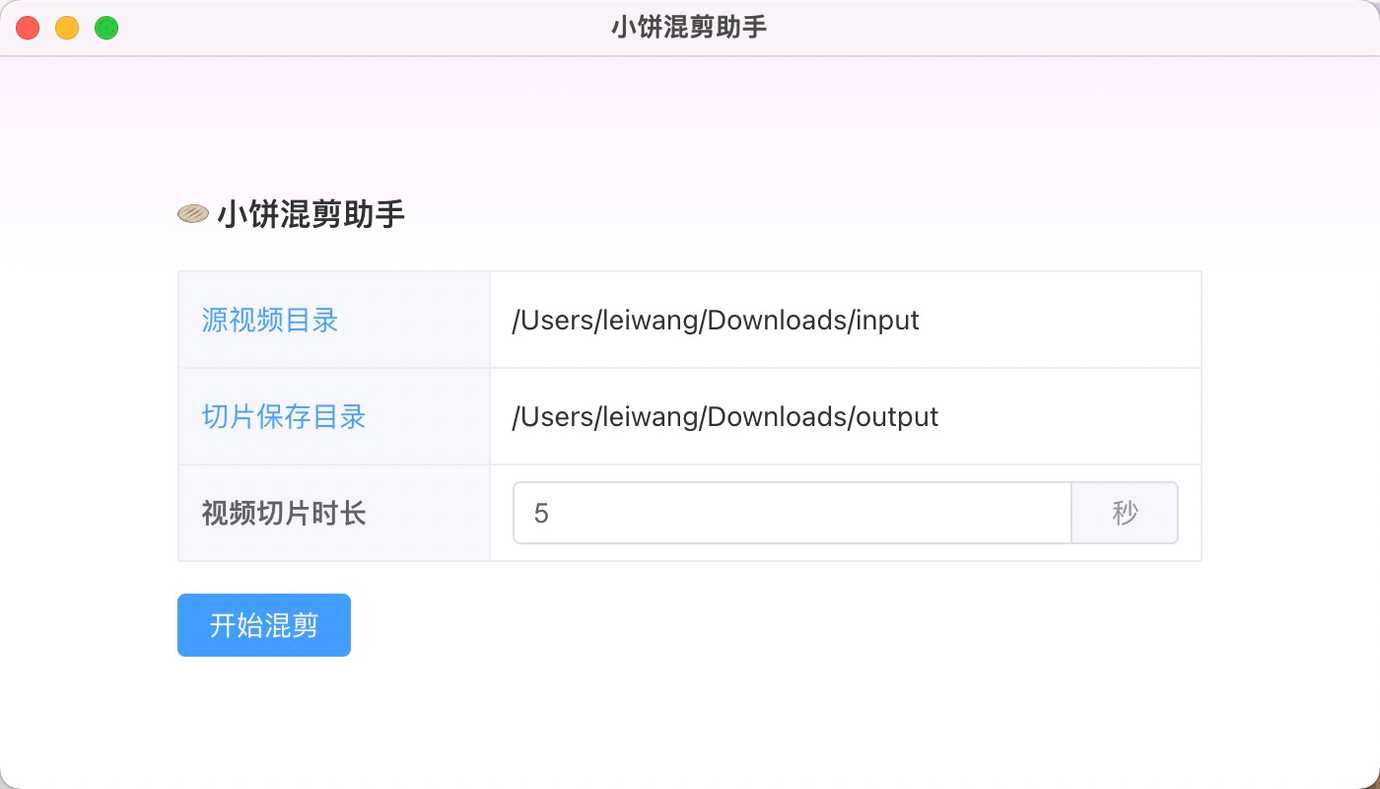 小饼混剪助手
小饼混剪助手
源视频目录 /Users/leiwang/Downloads/input
切片保存目录 /Users/leiwang/Downloads/output
视频切片时长 5 秒
开始混剪